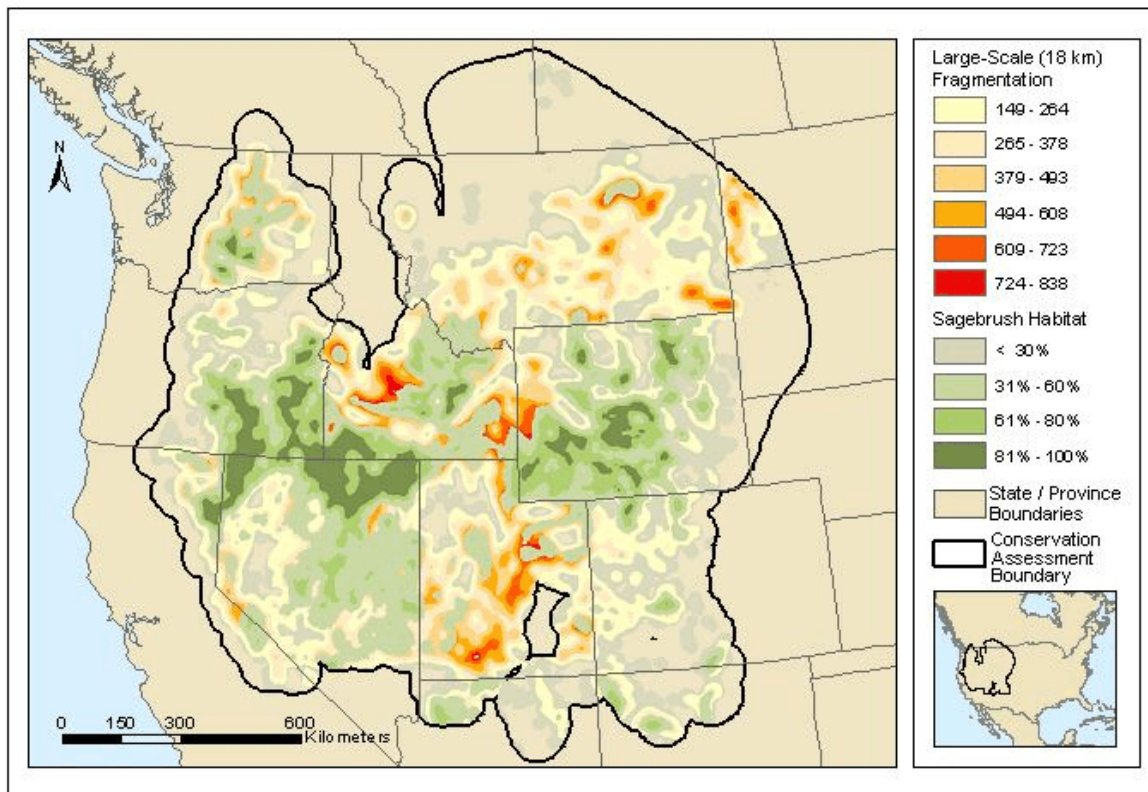 N
0 150 300 600
Kilometers
Large-Scale (18 km)
Fragmentation
149 - 264
265 - 378
379 - 493
494 - 608
609 - 723
724 - 838
Sagebrush Habitat
< 30%
31% - 60%
61% - 80%
81% - 100%
State / Province
Boundaries
Conservation
Assessment
Boundary